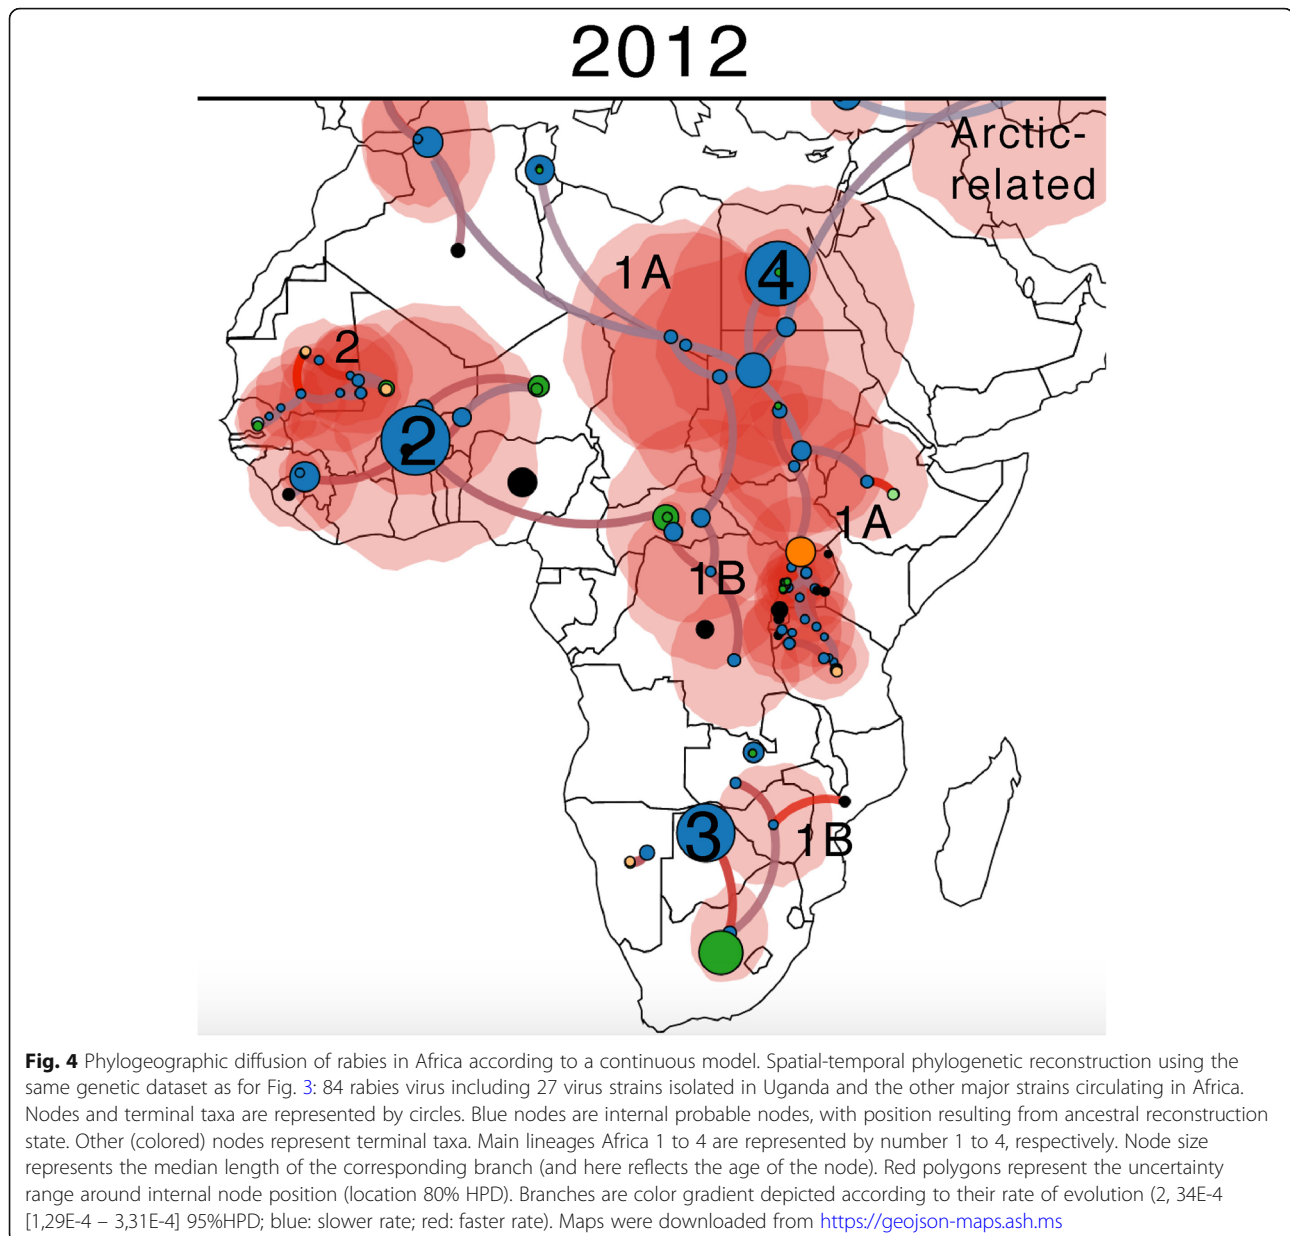 2012
Arctic-
related
1A
4
2
2
1A
1B
3
1B
Fig. 4 Phylogeographic diffusion of rabies in Africa according to a continuous model. Spatial-temporal phylogenetic reconstruction using the
same genetic dataset as for Fig. 3: 84 rabies virus including 27 virus strains isolated in Uganda and the other major strains circulating in Africa.
Nodes and terminal taxa are represented by circles. Blue nodes are internal probable nodes, with position resulting from ancestral reconstruction
state. Other (colored) nodes represent terminal taxa. Main lineages Africa 1 to 4 are represented by number 1 to 4, respectively. Node size
represents the median length of the corresponding branch (and here reflects the age of the node). Red polygons represent the uncertainty
range around internal node position (location 80% HPD). Branches are color gradient depicted according to their rate of evolution (2, 34E-4
[1,29E-4 – 3,31E-4] 95%HPD; blue: slower rate; red: faster rate). Maps were downloaded from https://geojson-maps.ash.ms